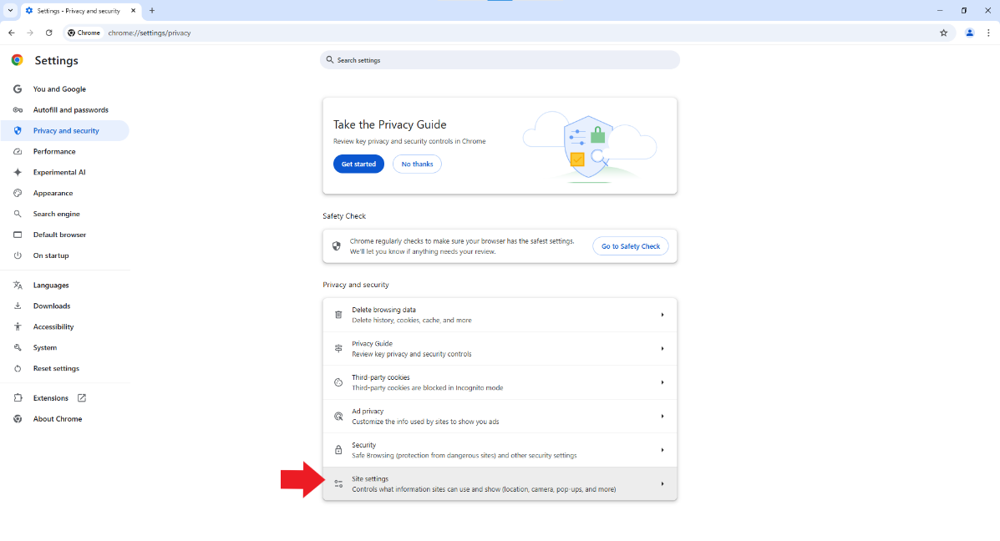 Settings - Privacy and security
Chrome
chrome://settings/privacy
Settings
Search settings
You and Google
Autofill and passwords
Privacy and security
Performance
Experimental AI
Appearance
Search engine
Default browser
On startup
Languages
Downloads
Accessibility
System
Reset settings
Extensions
About Chrome
Take the Privacy Guide
Review key privacy and security controls in Chrome
Get started
No thanks
Safety Check
Chrome regularly checks to make sure your browser has the safest settings.
We'll let you know if anything needs your review.
Go to Safety Check
Privacy and security
Delete browsing data
Delete history, cookies, cache, and more
Privacy Guide
Review key privacy and security controls
Third-party cookies
Third-party cookies are blocked in Incognito mode
Ad privacy
Customize the info used by sites to show you ads
Security
Safe Browsing (protection from dangerous sites) and other security settings
Site settings
Controls what information sites can use and show (location, camera, pop-ups, and more)